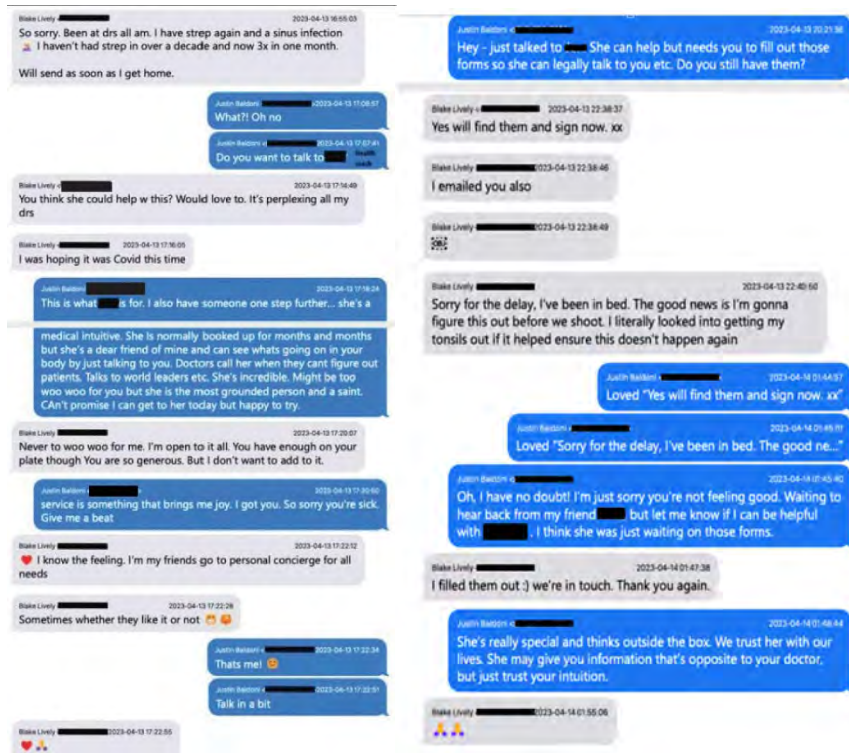 Blake Lively 2023-04-13 16:55:03
So sorry. Been at drs all am. I have strep again and a sinus infection
🤷🏼‍♀️ I haven't had strep in over a decade and now 3x in one month.
Will send as soon as I get home.
Justin Baldoni 2023-04-13 17:06:57
What?! Oh no
Justin Baldoni 2023-04-13 17:07:41
Do you want to talk to health coach
Blake Lively 2023-04-13 17:14:49
You think she could help w this? Would love to. It's perplexing all my
drs
Blake Lively 2023-04-13 17:16:05
I was hoping it was Covid this time
Justin Baldoni 2023-04-13 17:19:24
This is what is for. I also have someone one step further... she's a
medical intuitive. She is normally booked up for months and months
but she's a dear friend of mine and can see whats going on in your
body by just talking to you. Doctors call her when they cant figure out
patients. Talks to world leaders etc. She's incredible. Might be too
woo woo for you but she is the most grounded person and a saint.
CAn't promise I can get to her today but happy to try.
Blake Lively 2023-04-13 17:20:07
Never to woo woo for me. I'm open to it all. You have enough on your
plate though You are so generous. But I don't want to add to it.
Justin Baldoni 2023-04-13 17:20:50
service is something that brings me joy. I got you. So sorry you're sick.
Give me a beat
Blake Lively 2023-04-13 17:22:12
❤️ I know the feeling. I'm my friends go to personal concierge for all
needs
Blake Lively 2023-04-13 17:22:28
Sometimes whether they like it or not
Justin Baldoni 2023-04-13 17:22:34
Thats me!
Justin Baldoni 2023-04-13 17:22:51
Talk in a bit
Blake Lively 2023-04-13 17:22:55
❤️🙏
Justin Baldoni 2023-04-13 20:21:36
Hey - just talked to She can help but needs you to fill out those
forms so she can legally talk to you etc. Do you still have them?
Blake Lively 2023-04-13 22:38:37
Yes will find them and sign now. xx
Blake Lively 2023-04-13 22:38:46
I emailed you also
Blake Lively 2023-04-13 22:38:49
Blake Lively 2023-04-13 22:40:50
Sorry for the delay, I've been in bed. The good news is I'm gonna
figure this out before we shoot. I literally looked into getting my
tonsils out if it helped ensure this doesn't happen again
Justin Baldoni 2023-04-14 01:44:57
Loved "Yes will find them and sign now. xx"
Justin Baldoni 2023-04-14 01:45:01
Loved "Sorry for the delay, I've been in bed. The good ne..."
Justin Baldoni 2023-04-14 01:45:40
Oh, I have no doubt! I'm just sorry you're not feeling good. Waiting to
hear back from my friend but let me know if I can be helpful
with . I think she was just waiting on those forms.
Blake Lively 2023-04-14 01:47:38
I filled them out :) we're in touch. Thank you again.
Justin Baldoni 2023-04-14 01:48:44
She's really special and thinks outside the box. We trust her with our
lives. She may give you information that's opposite to your doctor,
but just trust your intuition.
Blake Lively 2023-04-14 01:55:06
🙏🙏